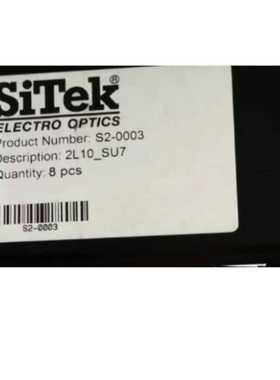 SiTek®
ELECTRO OPTICS
Product Number: S2-0003
Description: 2L10_SU7
Quantity: 8 pcs
S2-0003